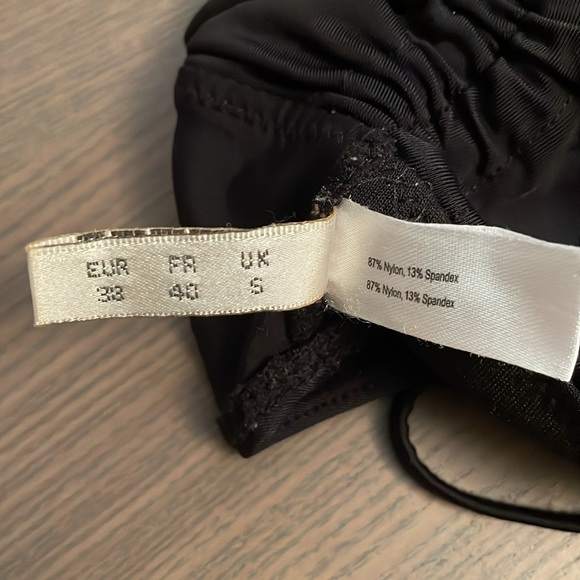 EUR FR UK
38 40 S
87% Nylon, 13% Spandex
87% Nylon, 13% Spandex